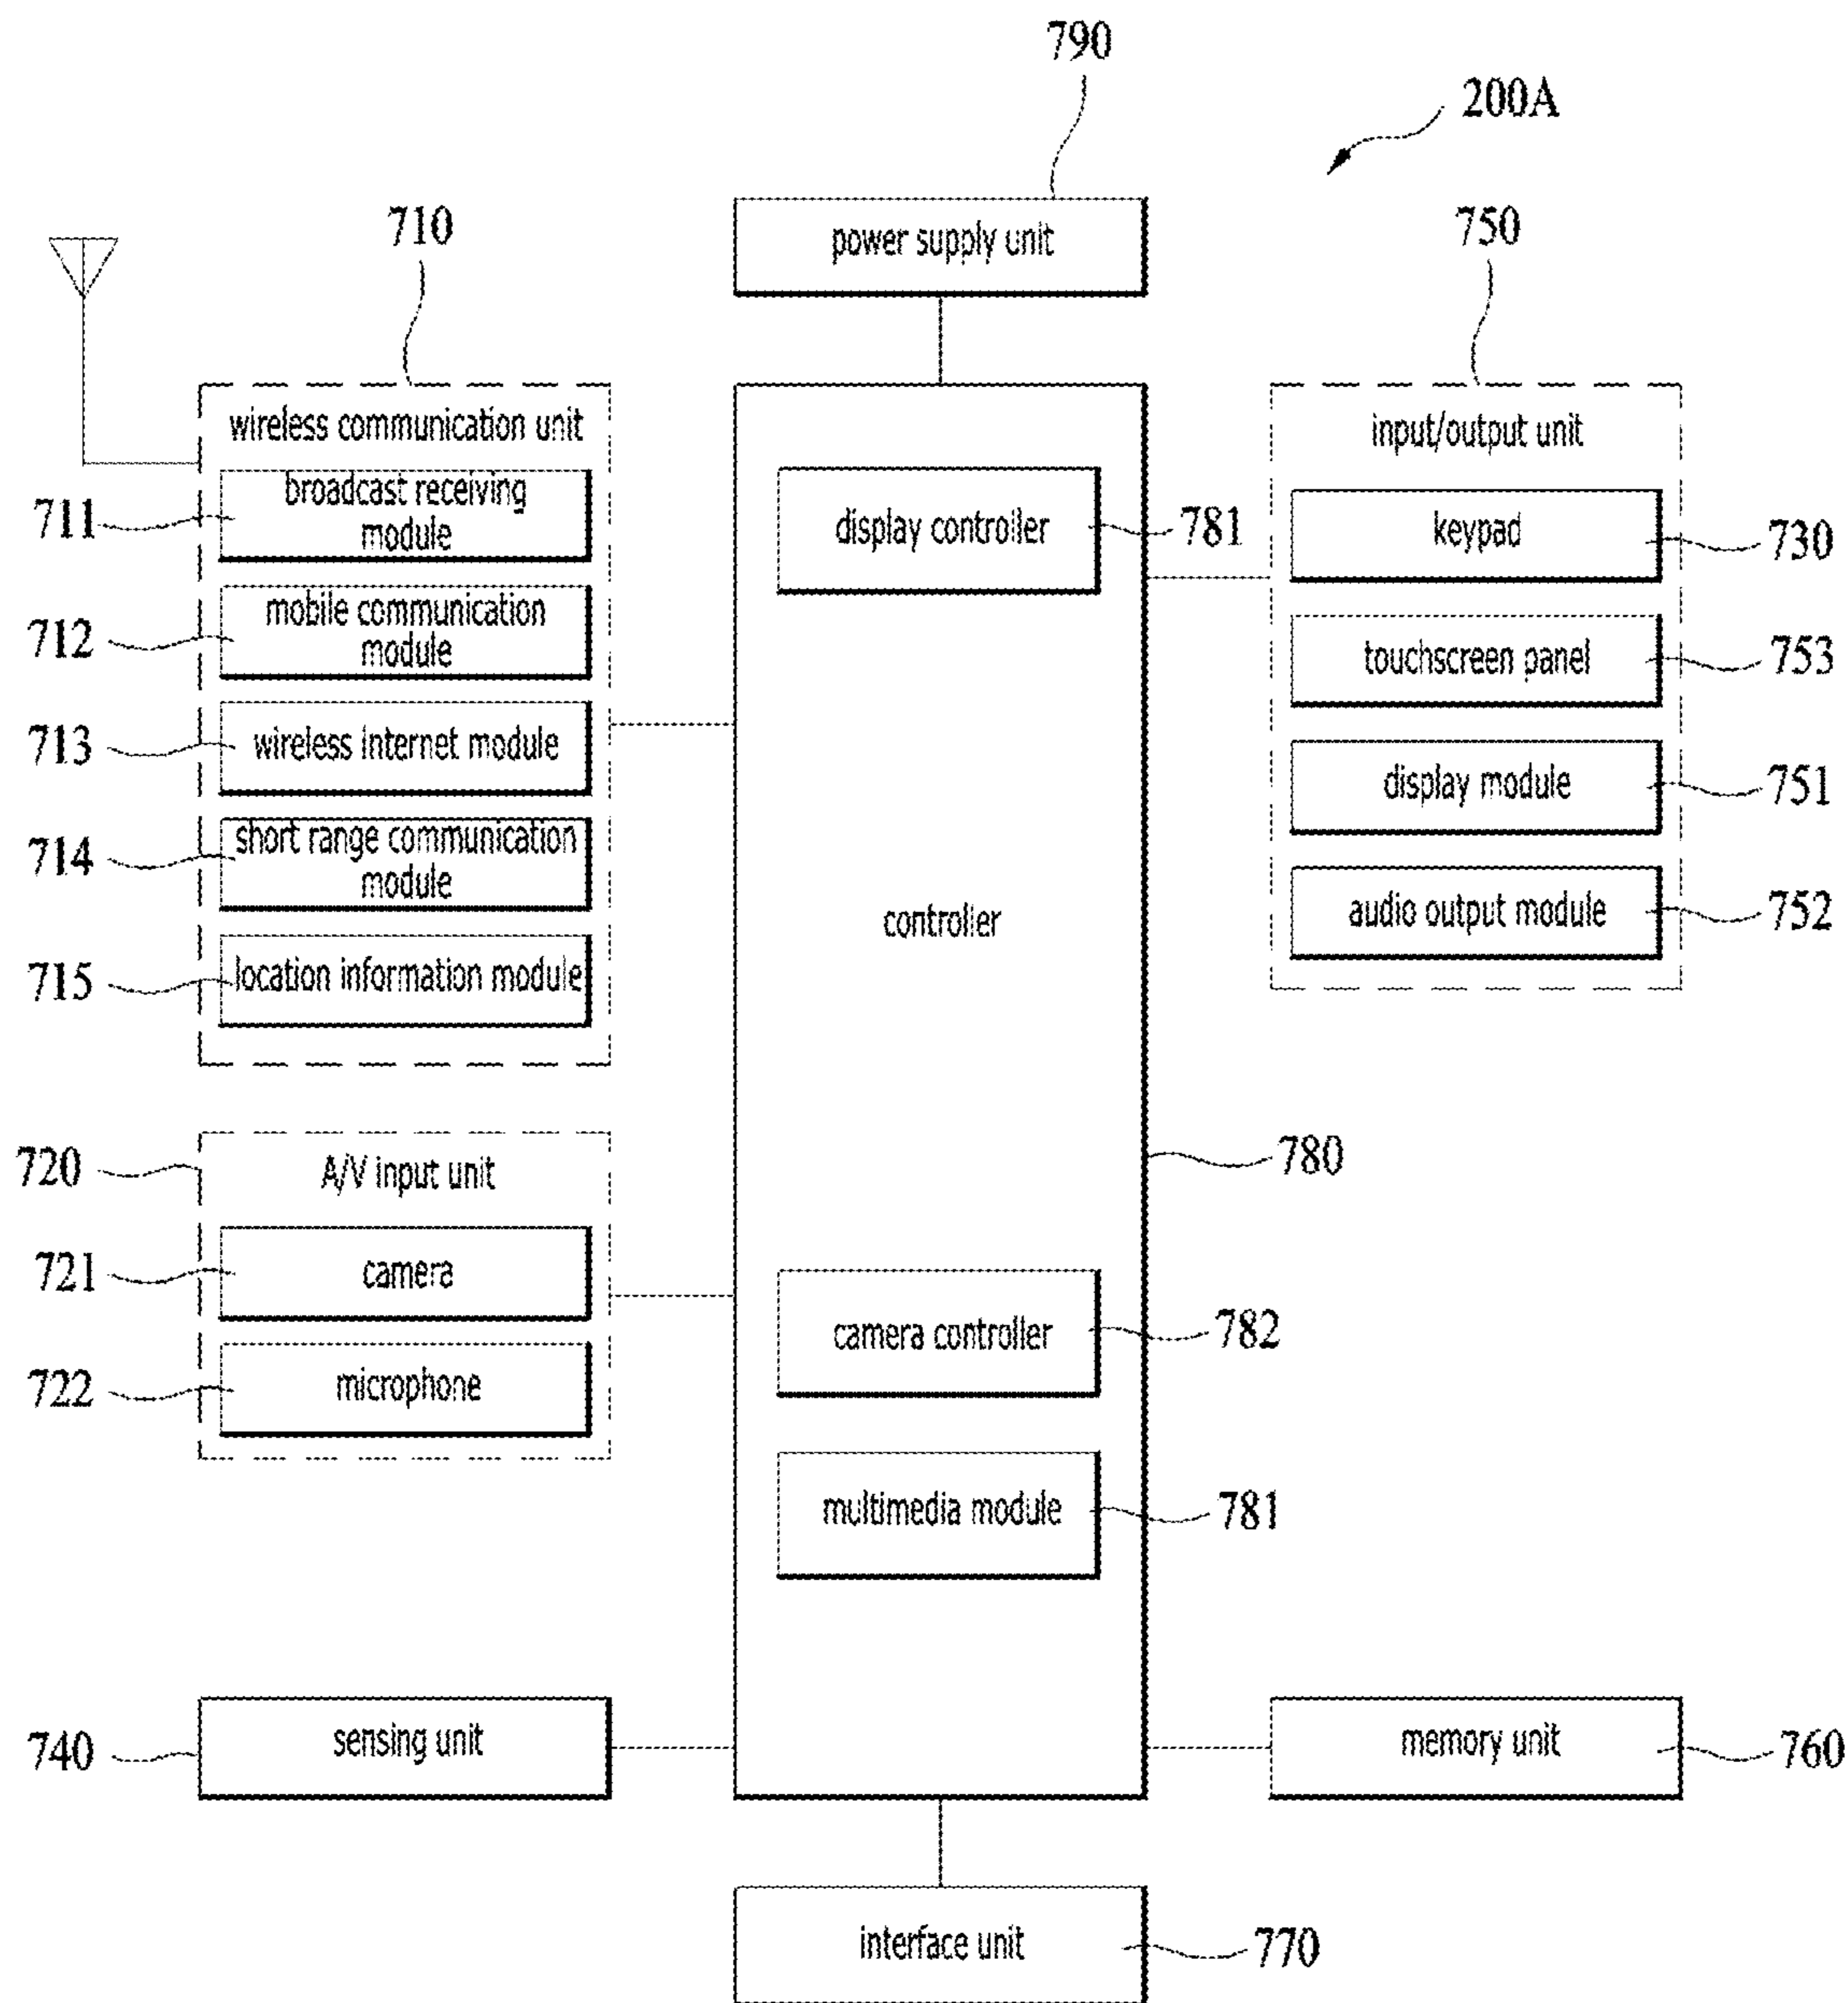 790
200A
710
power supply unit
750
wireless communication unit
input/output unit
711
broadcast receiving
module
display controller
781
keypad
730
712
mobile communication
module
touchscreen panel
753
713
wireless Internet module
display module
751
714
short range communication
module
controller
audio output module
752
715
location information module
720
A/V input unit
780
721
camera
camera controller
782
722
microphone
multimedia module
781
740
sensing unit
memory unit
760
interface unit
770